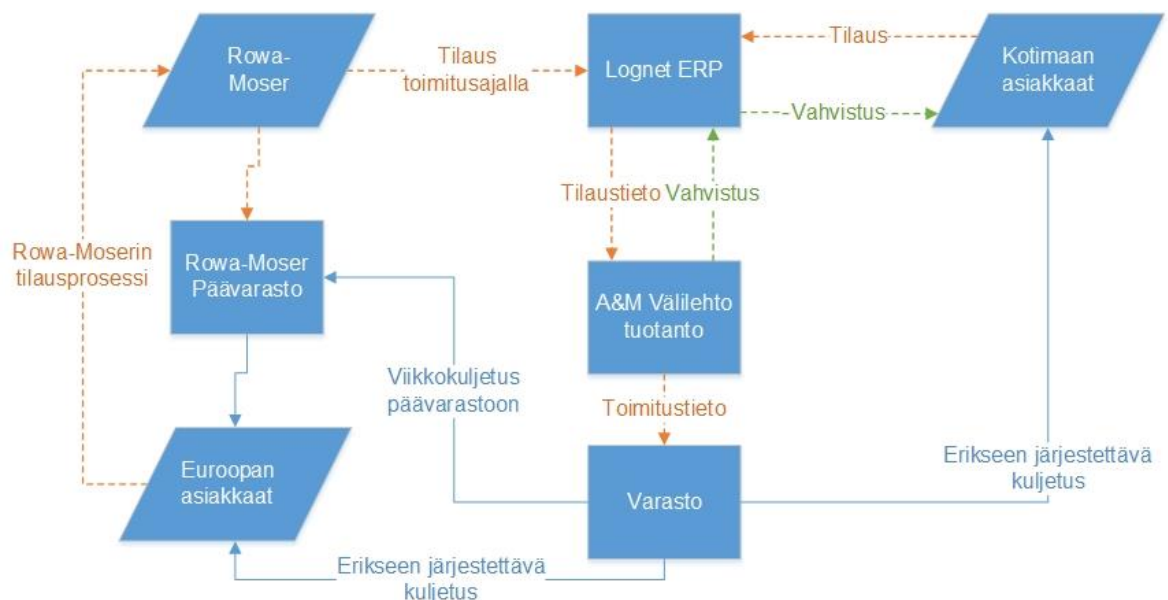 Rowa-
Moser
Tilaus
toimitusajalla
Lognet ERP
Tilaus
Kotimaan
asiakkaat
Vahvistus
Tilaustieto
Vahvistus
Rowa-Moserin
tilausprosessi
Rowa-Moser
Päävarasto
A&M Välilehto
tuotanto
Viikkokuljetus
päävarastoon
Toimitustieto
Euroopan
asiakkaat
Varasto
Erikseen järjestettävä
kuljetus
Erikseen järjestettävä
kuljetus